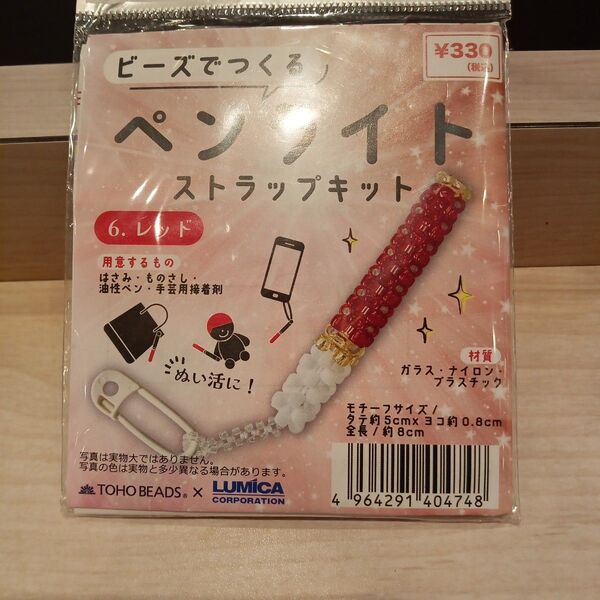 ¥330
(税込)
ビーズでつくる
ペンライト
ストラップキット
6. レッド
用意するもの
はさみ・ものさし・
油性ペン・手芸用接着剤
ぬい活に!
材質
ガラス・ナイロン・
プラスチック
モチーフサイズ/
タテ約5cm×ヨコ約0.8cm
全長/約8cm
写真は実物大ではありません。
写真の色は実物と多少異なる場合があります。
TOHO BEADS® × LUMICA
CORPORATION
4 964291 404748